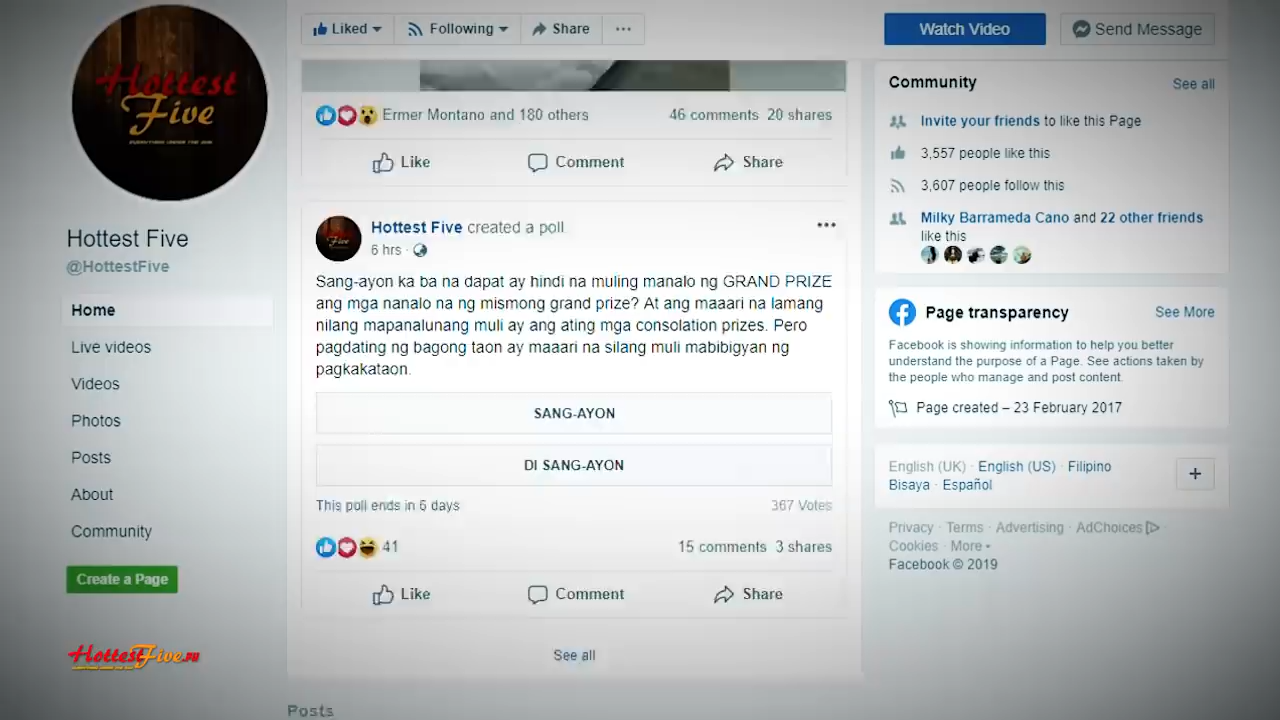 Hottest
Five
Liked
Following
Share
Watch Video
Send Message
Ermer Montano and 180 others
46 comments 20 shares
Like
Comment
Share
Hottest Five
@HottestFive
Home
Live videos
Videos
Photos
Posts
About
Community
Create a Page
HottestFive.PH
Hottest Five created a poll.
6 hrs ·
Sang-ayon ka ba na dapat ay hindi na muling manalo ng GRAND PRIZE
ang mga nanalo na ng mismong grand prize? At ang maaari na lamang
nilang mapanalunang muli ay ang ating mga consolation prizes. Pero
pagdating ng bagong taon ay maaari na silang muli mabibigyan ng
pagkakataon.
SANG-AYON
DI SANG-AYON
This poll ends in 6 days
367 Votes
41
15 comments 3 shares
Like
Comment
Share
See all
Posts
Community
See all
Invite your friends to like this Page
3,557 people like this
3,607 people follow this
Milky Barrameda Cano and 22 other friends
like this
Page transparency
See More
Facebook is showing information to help you better
understand the purpose of a Page. See actions taken by
the people who manage and post content.
Page created – 23 February 2017
English (UK) · English (US) · Filipino
Bisaya · Español
+
Privacy · Terms · Advertising · AdChoices ·
Cookies · More
Facebook © 2019